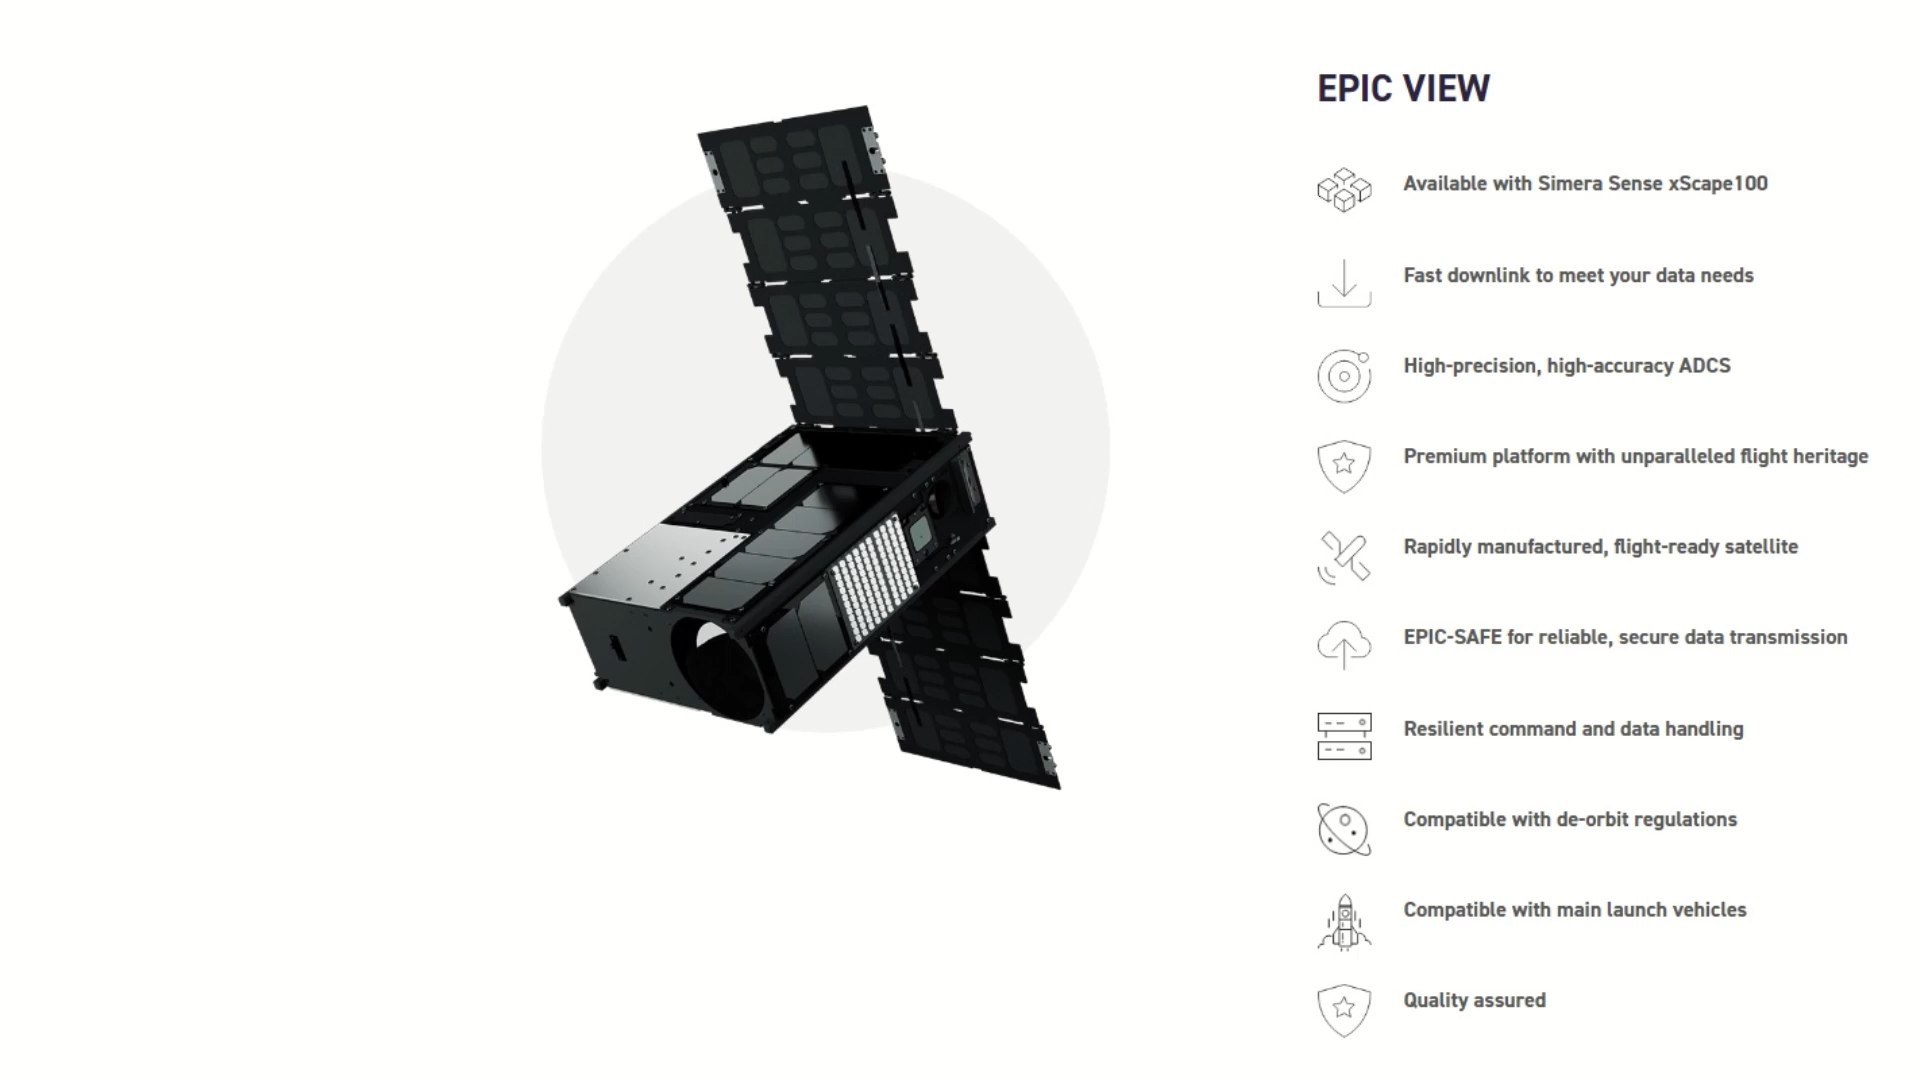 EPIC VIEW
Available with Simera Sense xScape100
Fast downlink to meet your data needs
High-precision, high-accuracy ADCS
Premium platform with unparalleled flight heritage
Rapidly manufactured, flight-ready satellite
EPIC-SAFE for reliable, secure data transmission
Resilient command and data handling
Compatible with de-orbit regulations
Compatible with main launch vehicles
Quality assured